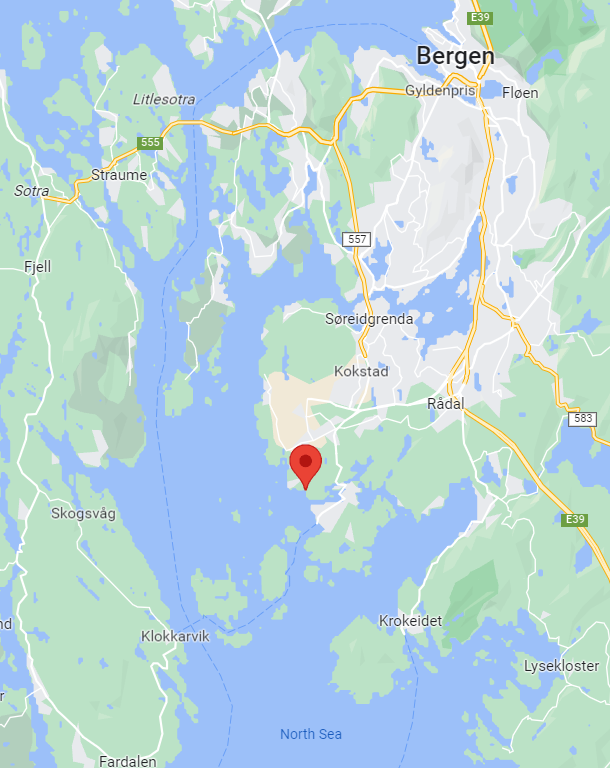 E39
Bergen
Gyldenpris
Fløen
Litlesotra
555
Straume
Sotra
557
Fjell
Søreidgrenda
Kokstad
Rådal
583
Skogsvåg
E39
nd
Krokeidet
Klokkarvik
Lysekloster
r
North Sea
Fardalen